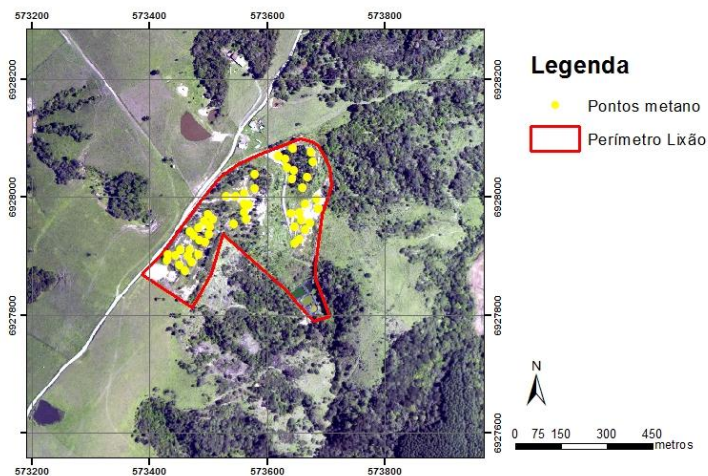 573200 573400 573600 573800
6928200 6928200
6928000 6928000
6927800 6927800
6927600 6927600
573200 573400 573600 573800
Legenda
Pontos metano
Perímetro Lixão
N
0 75 150 300 450
metros